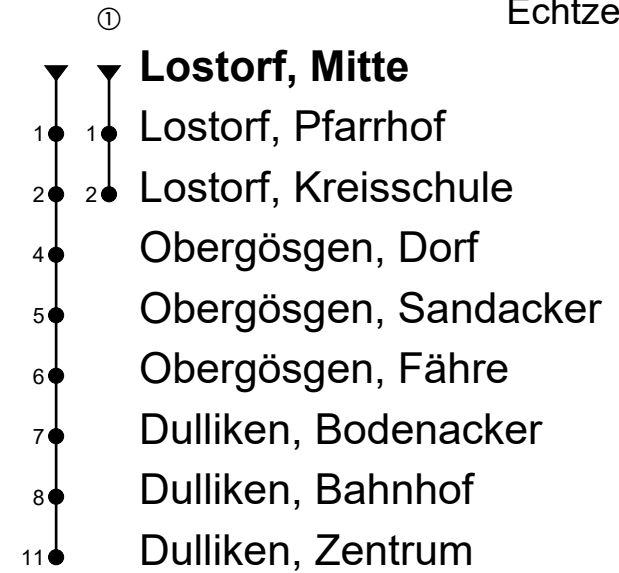 ① Echtze
Lostorf, Mitte
1 1 Lostorf, Pfarrhof
2 2 Lostorf, Kreisschule
4 Obergösgen, Dorf
5 Obergösgen, Sandacker
6 Obergösgen, Fähre
7 Dulliken, Bodenacker
8 Dulliken, Bahnhof
11 Dulliken, Zentrum